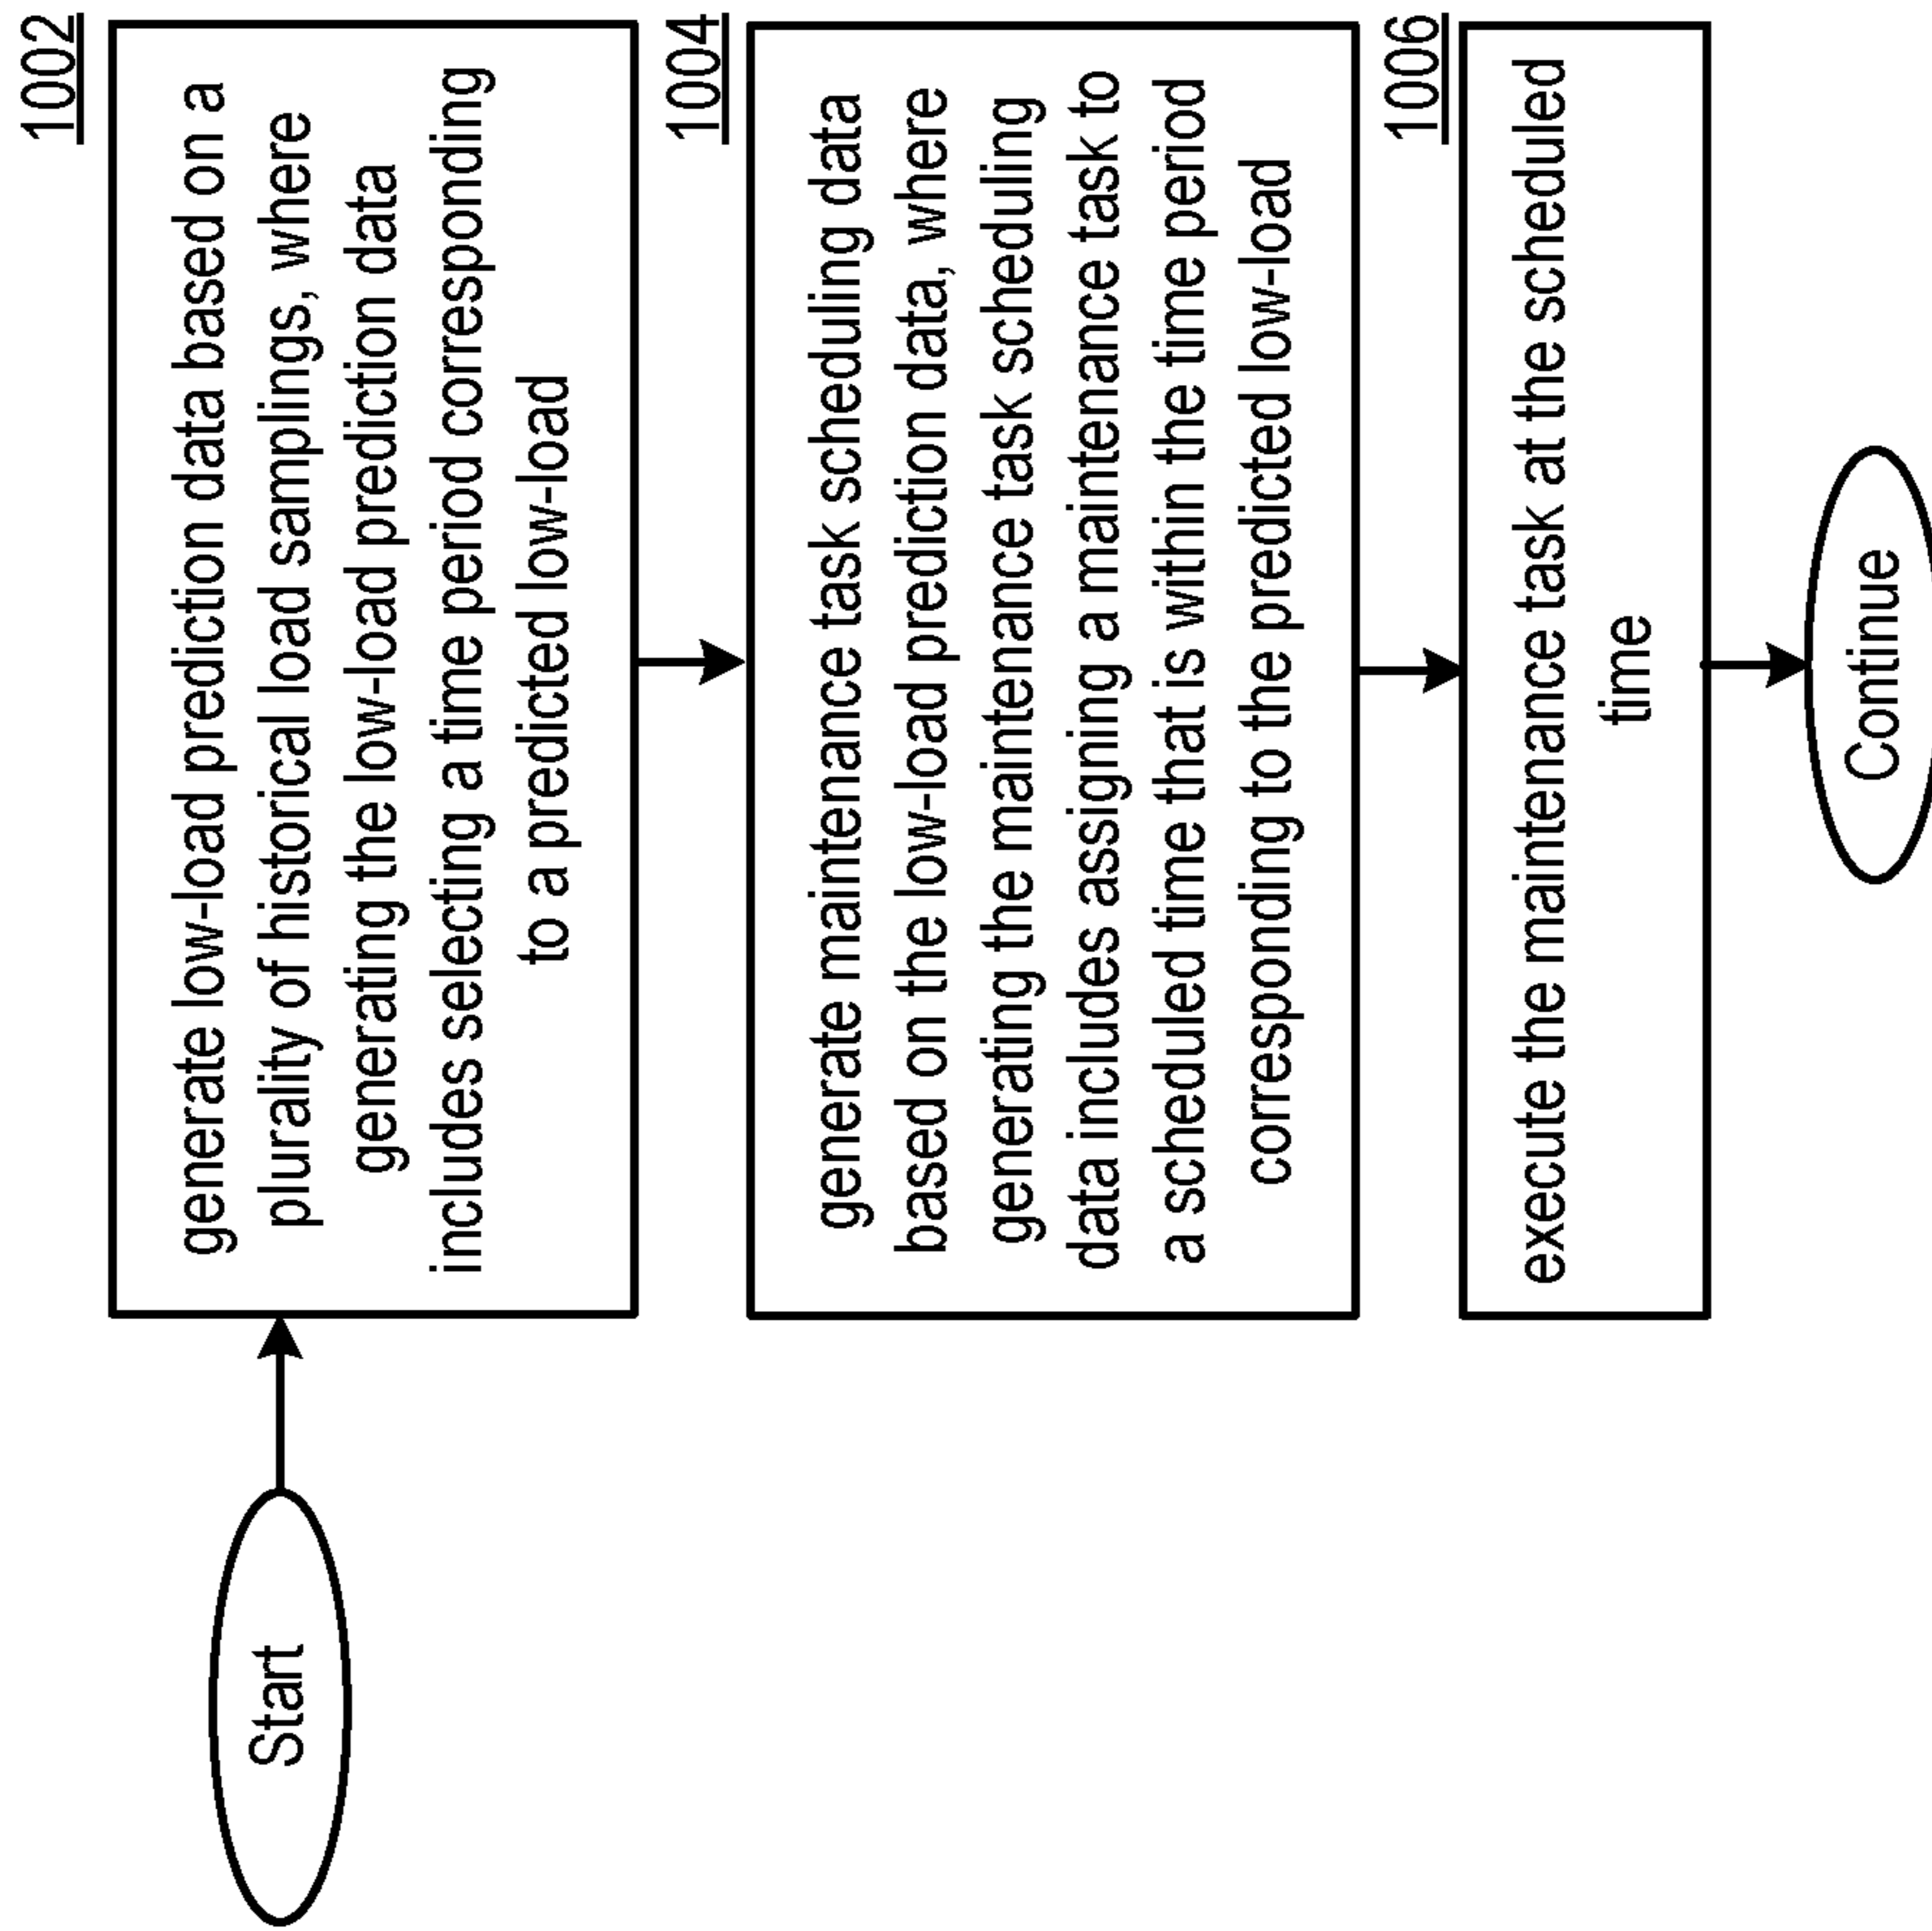 Start
1002
generate low-load prediction data based on a
plurality of historical load samplings, where
generating the low-load prediction data
includes selecting a time period corresponding
to a predicted low-load
1004
generate maintenance task scheduling data
based on the low-load prediction data, where
generating the maintenance task scheduling
data includes assigning a maintenance task to
a scheduled time that is within the time period
corresponding to the predicted low-load
1006
execute the maintenance task at the scheduled
time
Continue